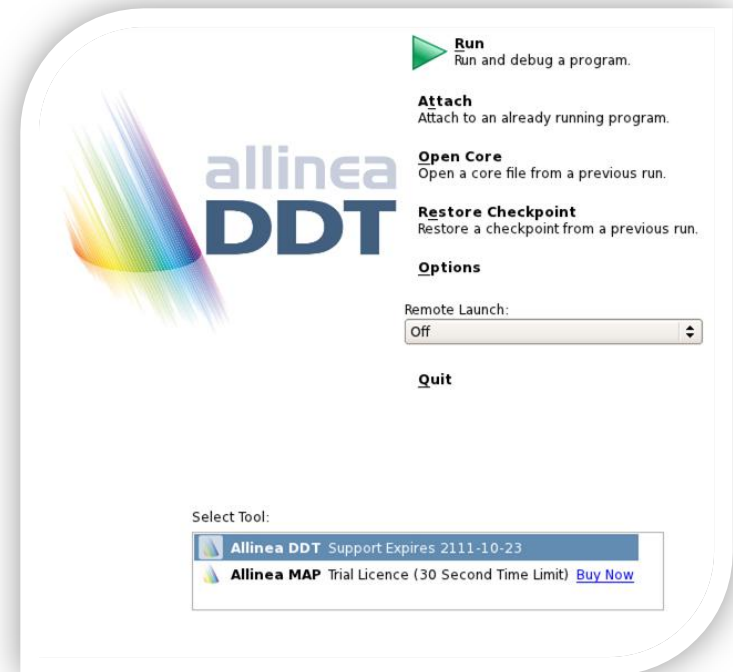 Run
Run and debug a program.
Attach
Attach to an already running program.
Open Core
Open a core file from a previous run.
Restore Checkpoint
Restore a checkpoint from a previous run.
Options
Remote Launch:
Off
Quit
allinea
DDT
Select Tool:
Allinea DDT Support Expires 2111-10-23
Allinea MAP Trial Licence (30 Second Time Limit) Buy Now